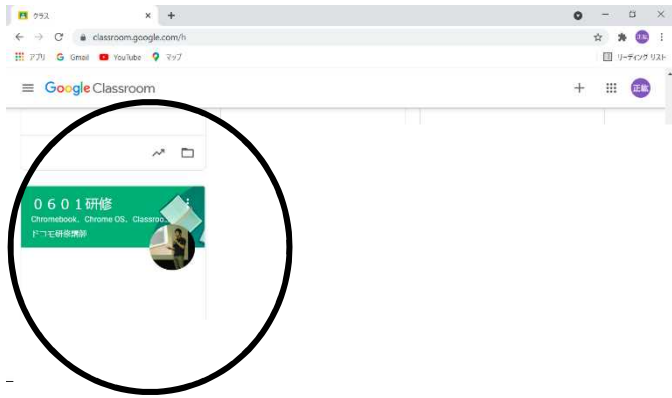 クラス
classroom.google.com/h
アプリ Gmail YouTube マップ リーディング リスト
Google Classroom 正紘
0601研修
Chromebook、Chrome OS、Classroo...
ドコモ研修講師